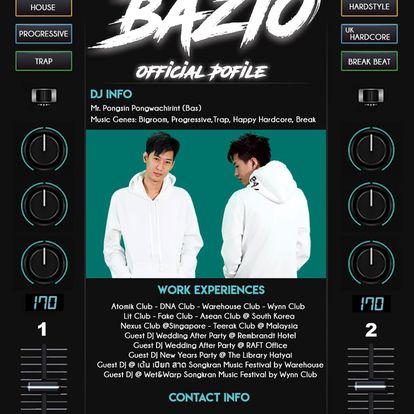 BAZIO
HOUSE
PROGRESSIVE
TRAP
HARDSTYLE
UK
HARDCORE
BREAK BEAT
OFFICIAL POFILE
DJ INFO
Mr. Pongsin Pongwachirint (Bas)
Music Genes: Bigroom, Progressive,Trap, Happy Hardcore, Break
WORK EXPERIENCES
Atomik Club - DNA Club - Warehouse Club - Wynn Club
Lit Club - Fake Club - Asean Club @ South Korea
Nexus Club @Singapore - Teerak Club @ Malaysia
Guest DJ Wedding After Party @ Rembrandt Hotel
Guest DJ Wedding After Party @ RAFT Office
Guest DJ New Years Party @ The Library Hatyai
Guest DJ @ เย็น เปียก สาด Songkran Music Festival by Warehouse
Guest DJ @ Wet&Warp Songkran Music Festival by Wynn Club
170
1
170
2
CONTACT INFO